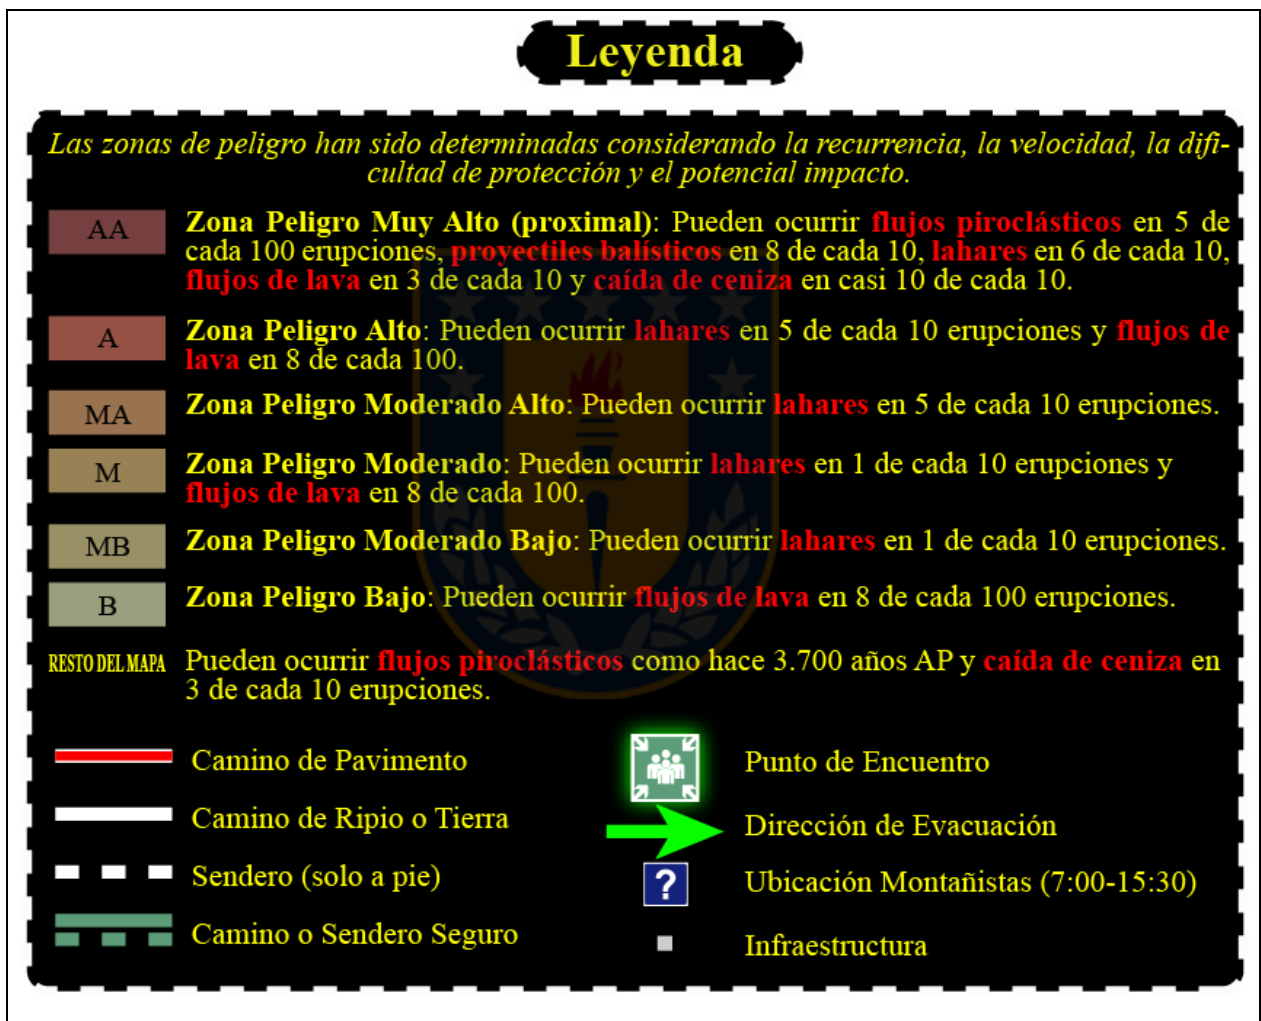 Leyenda
Las zonas de peligro han sido determinadas considerando la recurrencia, la velocidad, la difi-
cultad de protección y el potencial impacto.
AA
Zona Peligro Muy Alto (proximal): Pueden ocurrir flujos piroclásticos en 5 de
cada 100 erupciones, proyectiles balísticos en 8 de cada 10, lahares en 6 de cada 10,
flujos de lava en 3 de cada 10 y caída de ceniza en casi 10 de cada 10.
A
Zona Peligro Alto: Pueden ocurrir lahares en 5 de cada 10 erupciones y flujos de
lava en 8 de cada 100.
MA
Zona Peligro Moderado Alto: Pueden ocurrir lahares en 5 de cada 10 erupciones.
M
Zona Peligro Moderado: Pueden ocurrir lahares en 1 de cada 10 erupciones y
flujos de lava en 8 de cada 100.
MB
Zona Peligro Moderado Bajo: Pueden ocurrir lahares en 1 de cada 10 erupciones.
B
Zona Peligro Bajo: Pueden ocurrir flujos de lava en 8 de cada 100 erupciones.
RESTO DEL MAPA
Pueden ocurrir flujos piroclásticos como hace 3.700 años AP y caída de ceniza en
3 de cada 10 erupciones.
Camino de Pavimento
Camino de Ripio o Tierra
Sendero (solo a pie)
Camino o Sendero Seguro
Punto de Encuentro
Dirección de Evacuación
?
Ubicación Montañistas (7:00-15:30)
Infraestructura